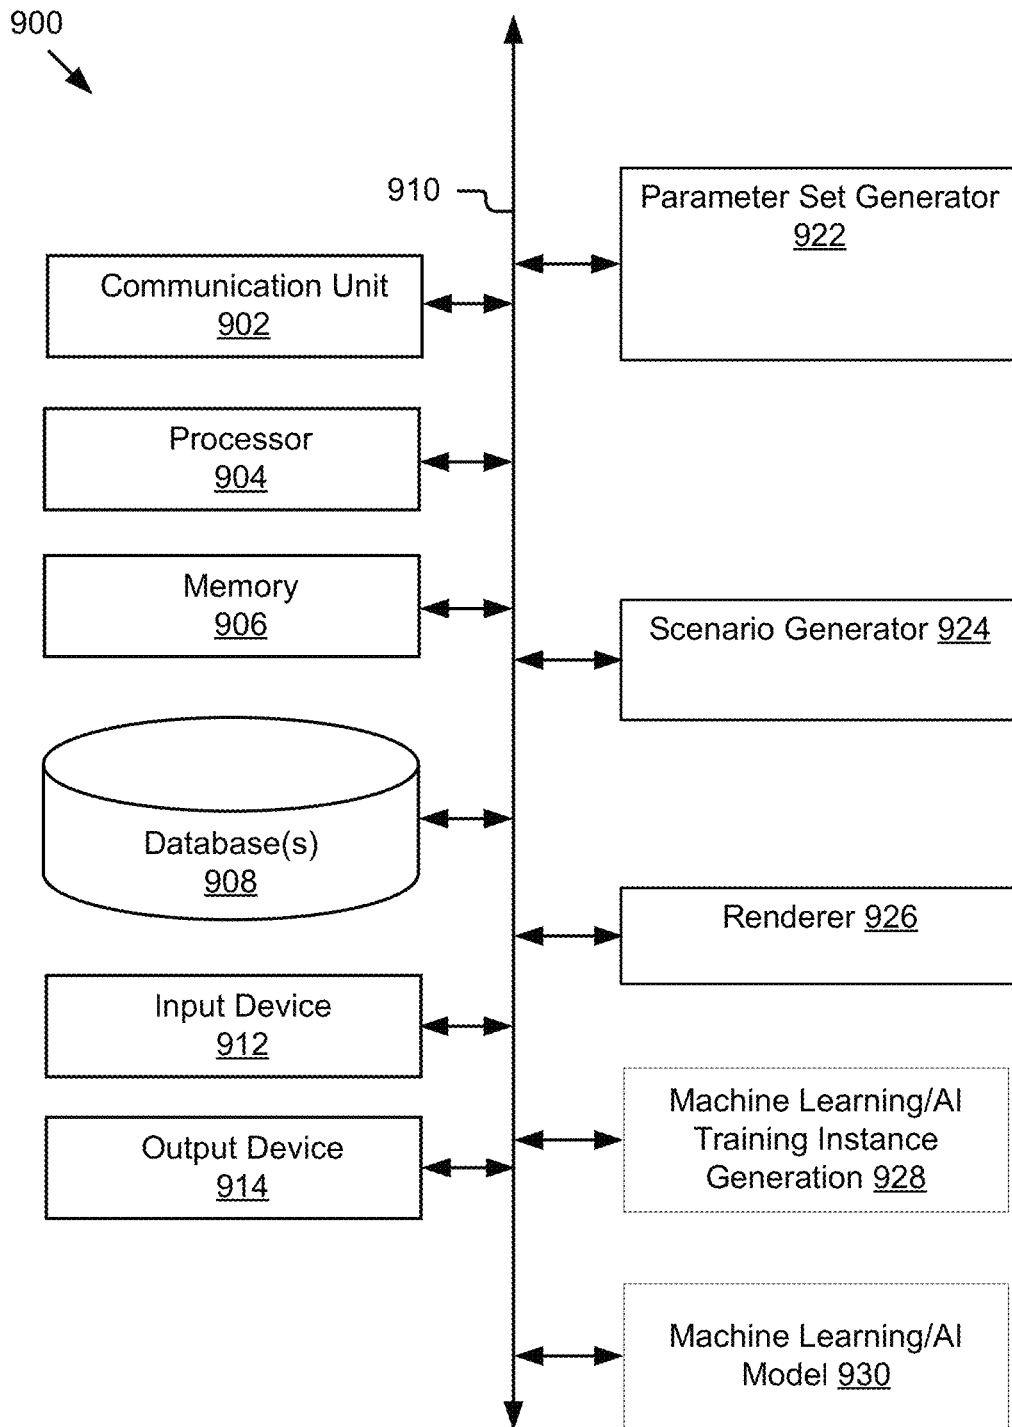 900
910
Communication Unit
902
Processor
904
Memory
906
Database(s)
908
Input Device
912
Output Device
914
Parameter Set Generator
922
Scenario Generator 924
Renderer 926
Machine Learning/AI
Training Instance
Generation 928
Machine Learning/AI
Model 930